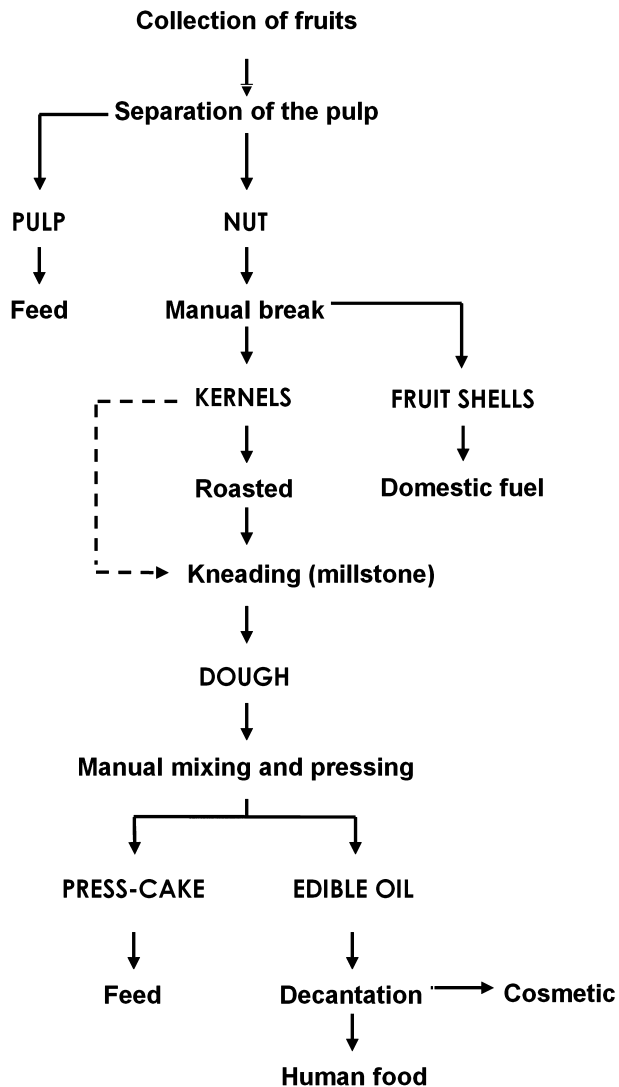 Collection of fruits
Separation of the pulp
PULP
NUT
Feed
Manual break
KERNELS
FRUIT SHELLS
Roasted
Domestic fuel
Kneading (millstone)
DOUGH
Manual mixing and pressing
PRESS-CAKE
EDIBLE OIL
Feed
Decantation
Cosmetic
Human food